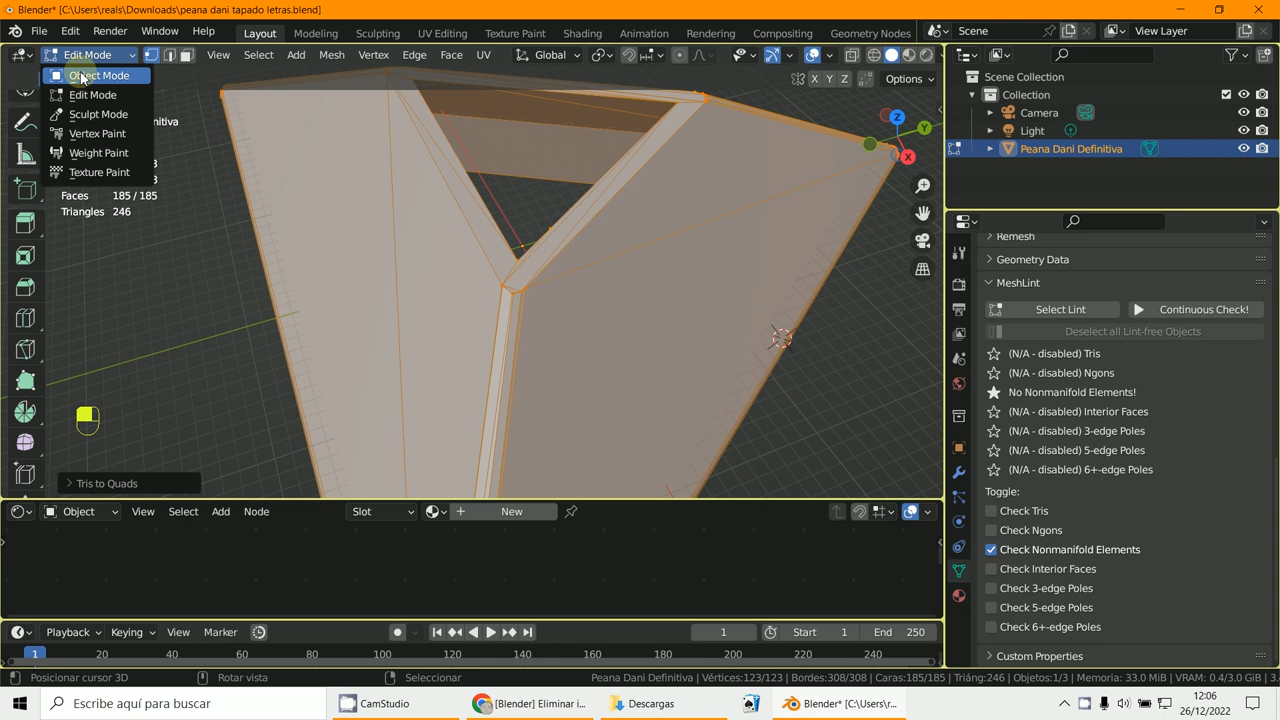 Blender* [C:\Users\reals\Downloads\peana dani tapado letras.blend]
File Edit Render Window Help Layout Modeling Sculpting UV Editing Texture Paint Shading Animation Rendering Compositing Geometry Nodes Scene View Layer
Edit Mode View Select Add Mesh Vertex Edge Face UV Global
Object Mode
Edit Mode
Sculpt Mode
Vertex Paint
Weight Paint
Texture Paint
Faces 185 / 185
Triangles 246
X Y Z Options
Z
Y
X
Tris to Quads
Scene Collection
Collection
Camera
Light
Peana Dani Definitiva
Remesh
Geometry Data
MeshLint
Select Lint Continuous Check!
Deselect all Lint-free Objects
(N/A - disabled) Tris
(N/A - disabled) Ngons
No Nonmanifold Elements!
(N/A - disabled) Interior Faces
(N/A - disabled) 3-edge Poles
(N/A - disabled) 5-edge Poles
(N/A - disabled) 6+-edge Poles
Toggle:
Check Tris
Check Ngons
Check Nonmanifold Elements
Check Interior Faces
Check 3-edge Poles
Check 5-edge Poles
Check 6+-edge Poles
Custom Properties
Object View Select Add Node Slot New
Playback Keying View Marker 1 Start 1 End 250
1 20 40 60 80 100 120 140 160 180 200 220 240
Posicionar cursor 3D Rotar vista Seleccionar Peana Dani Definitiva | Vértices:123/123 | Bordes:308/308 | Caras:185/185 | Triáng:246 | Objetos:1/3 | Memoria: 33.0 MiB | VRAM: 0.4/3.0 GiB | 3.
Escribe aquí para buscar CamStudio [Blender] Eliminar i... Descargas Blender* [C:\Users\r... 12:06
26/12/2022